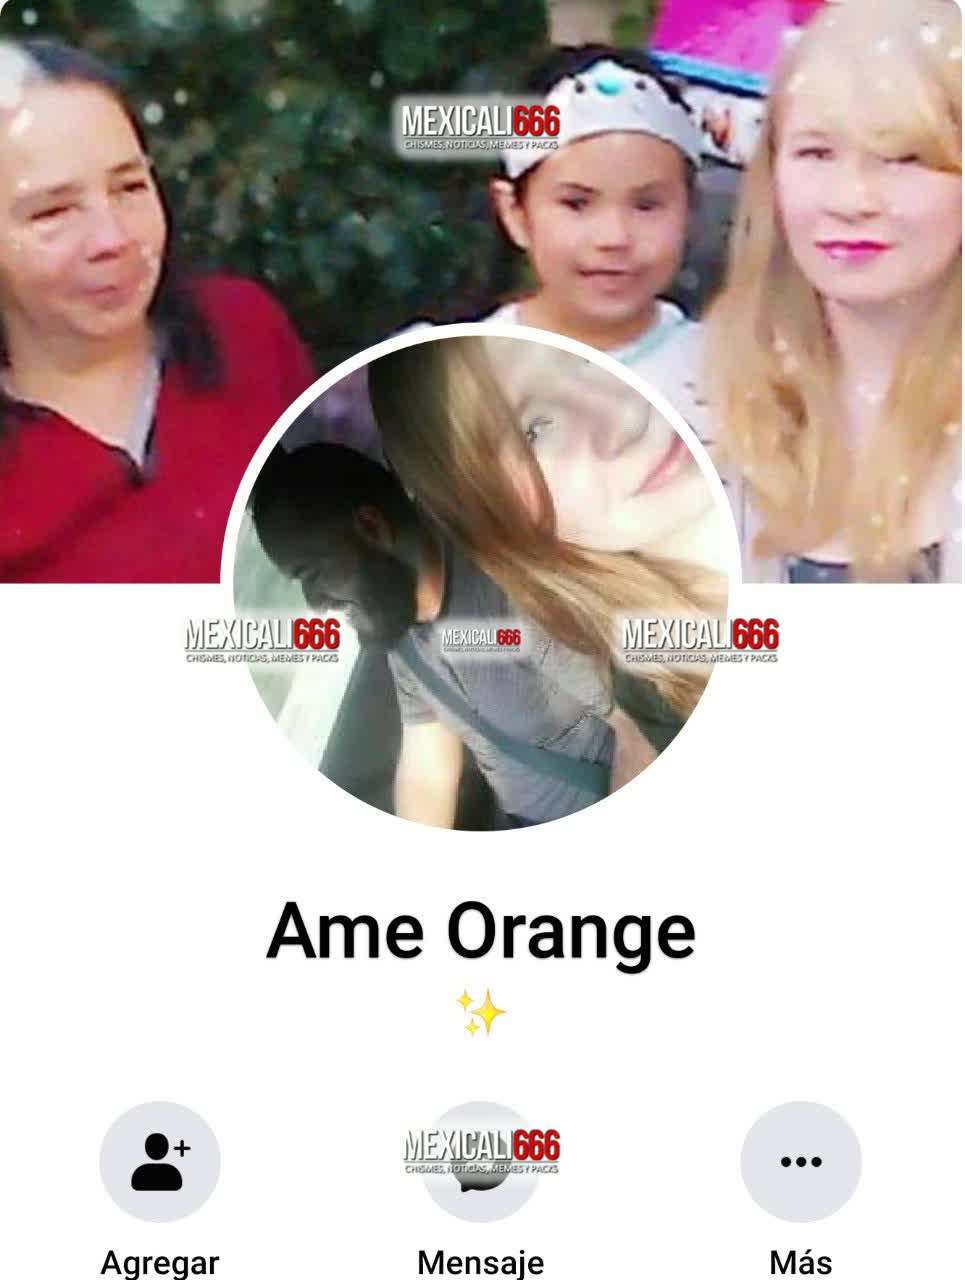 MEXICALI666
CHISMES, NOTICIAS, MEMES Y PACKS
MEXICALI666
CHISMES, NOTICIAS, MEMES Y PACKS
MEXICALI666
CHISMES, NOTICIAS, MEMES Y PACKS
MEXICALI666
CHISMES, NOTICIAS, MEMES Y PACKS
Ame Orange
✨
MEXICALI666
CHISMES, NOTICIAS, MEMES Y PACKS
Agregar
Mensaje
Más